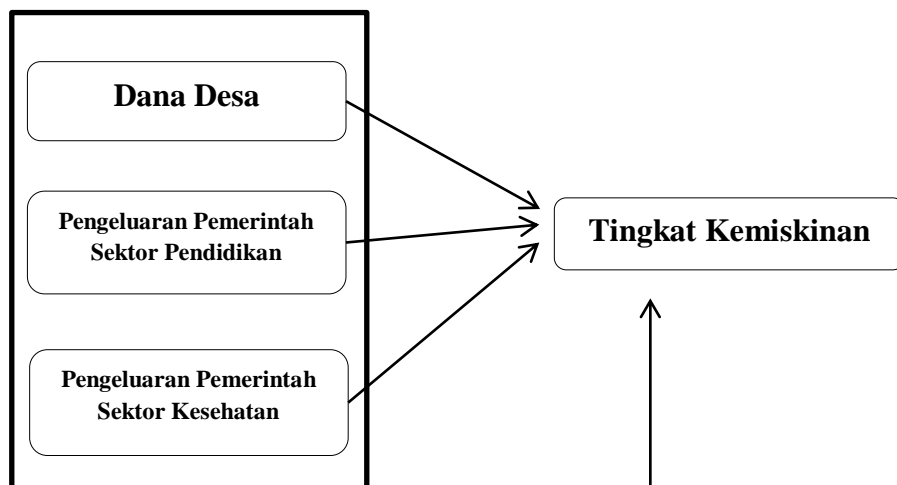 Dana Desa
Pengeluaran Pemerintah
Sektor Pendidikan
Tingkat Kemiskinan
Pengeluaran Pemerintah
Sektor Kesehatan